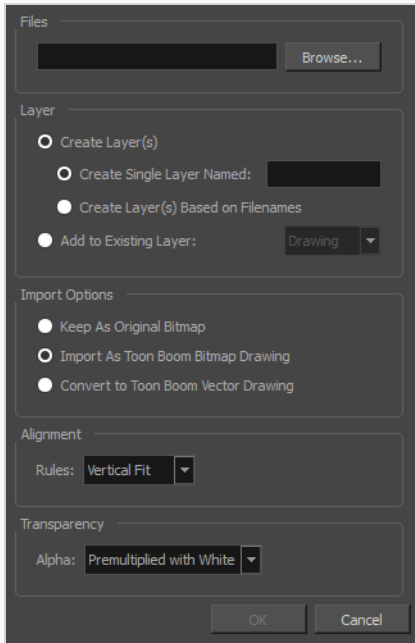 Files
Browse...
Layer
Create Layer(s)
Create Single Layer Named:
Create Layer(s) Based on Filenames
Add to Existing Layer: Drawing
Import Options
Keep As Original Bitmap
Import As Toon Boom Bitmap Drawing
Convert to Toon Boom Vector Drawing
Alignment
Rules: Vertical Fit
Transparency
Alpha: Premultiplied with White
OK Cancel